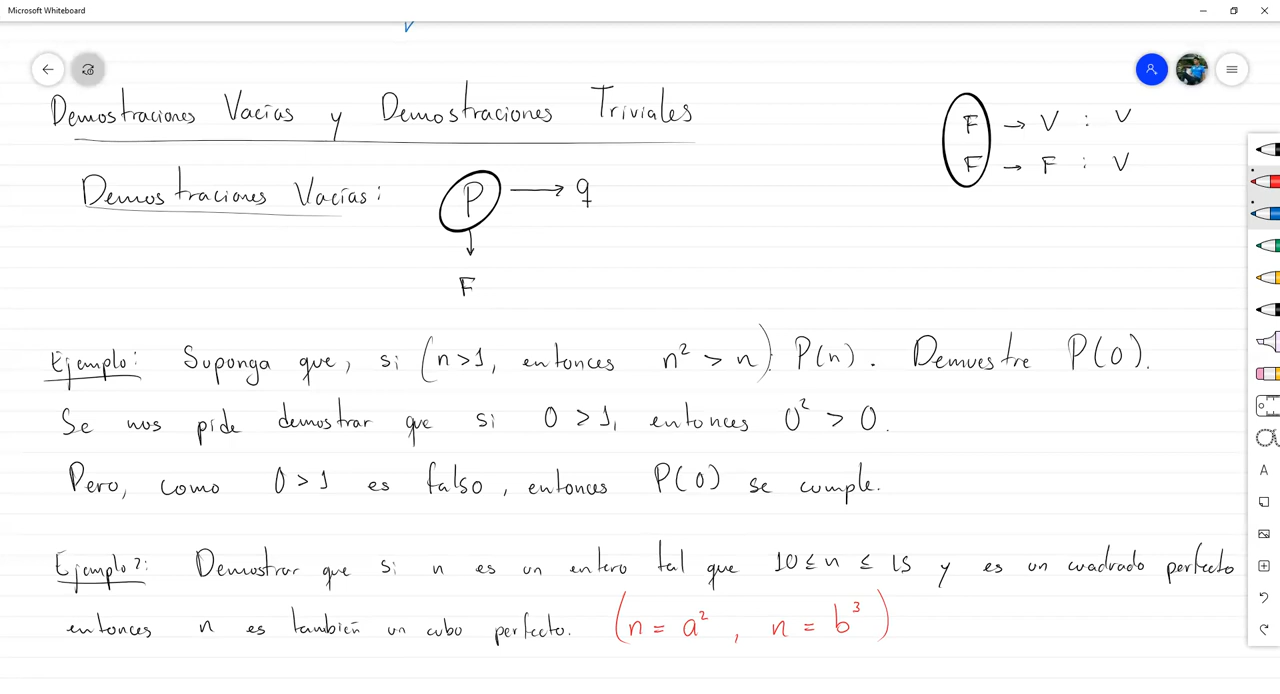 Microsoft Whiteboard
Demostraciones Vacías y Demostraciones Triviales
F → V : V
F → F : V
Demostraciones Vacías: P → q
F
Ejemplo: Suponga que, si (n>1, entonces n² > n): P(n). Demuestre P(0).
Se nos pide demostrar que si 0 > 1, entonces 0² > 0.
Pero, como 0 > 1 es falso, entonces P(0) se cumple.
Ejemplo 2: Demostrar que si n es un entero tal que 10 ≤ n ≤ 15 y es un cuadrado perfecto
entonces n es también un cubo perfecto. (n = a², n = b³)